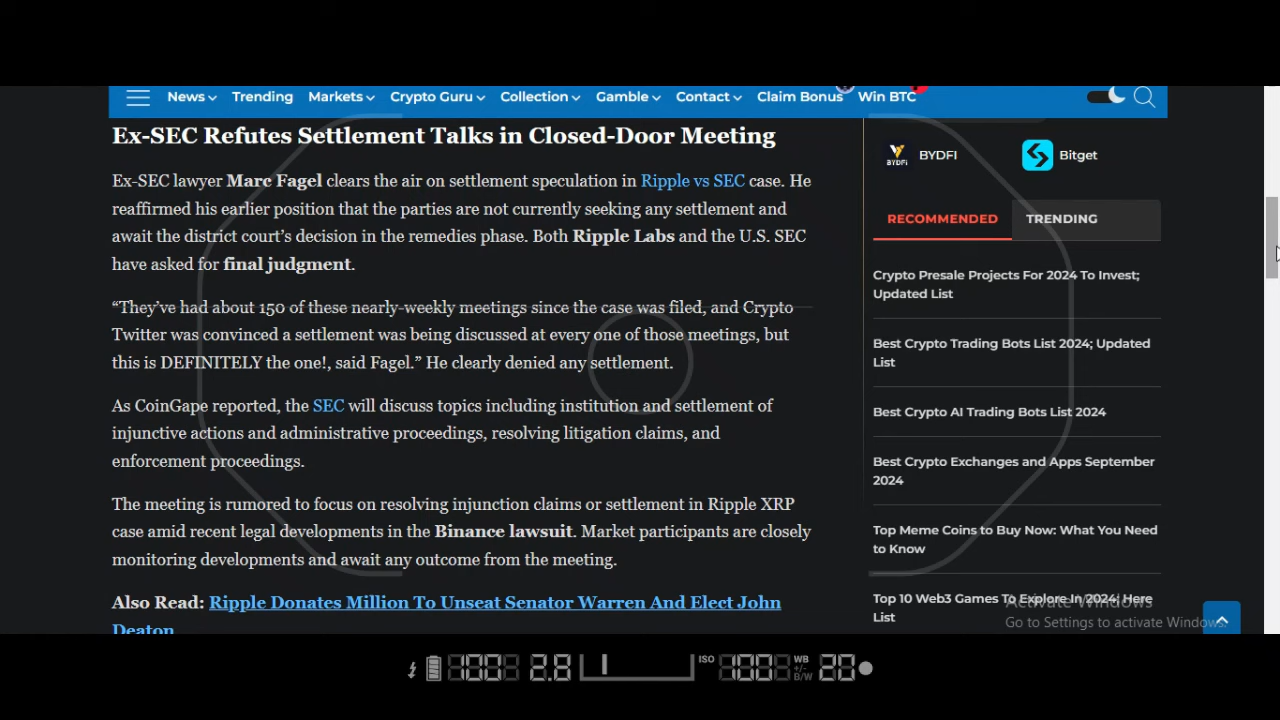 News Trending Markets Crypto Guru Collection Gamble Contact Claim Bonus Win BTC
Ex-SEC Refutes Settlement Talks in Closed-Door Meeting
Ex-SEC lawyer Marc Fagel clears the air on settlement speculation in Ripple vs SEC case. He
reaffirmed his earlier position that the parties are not currently seeking any settlement and
await the district court’s decision in the remedies phase. Both Ripple Labs and the U.S. SEC
have asked for final judgment.
“They’ve had about 150 of these nearly-weekly meetings since the case was filed, and Crypto
Twitter was convinced a settlement was being discussed at every one of those meetings, but
this is DEFINITELY the one!, said Fagel.” He clearly denied any settlement.
As CoinGape reported, the SEC will discuss topics including institution and settlement of
injunctive actions and administrative proceedings, resolving litigation claims, and
enforcement proceedings.
The meeting is rumored to focus on resolving injunction claims or settlement in Ripple XRP
case amid recent legal developments in the Binance lawsuit. Market participants are closely
monitoring developments and await any outcome from the meeting.
Also Read: Ripple Donates Million To Unseat Senator Warren And Elect John
Deaton
BYDFI
BYDFI
Bitget
RECOMMENDED
TRENDING
Crypto Presale Projects For 2024 To Invest;
Updated List
Best Crypto Trading Bots List 2024; Updated
List
Best Crypto AI Trading Bots List 2024
Best Crypto Exchanges and Apps September
2024
Top Meme Coins to Buy Now: What You Need
to Know
Top 10 Web3 Games To Explore In 2024; Here
List
Activate Windows
Go to Settings to activate Windows.
100 2.8 ISO 100 WB +/- B/W 20